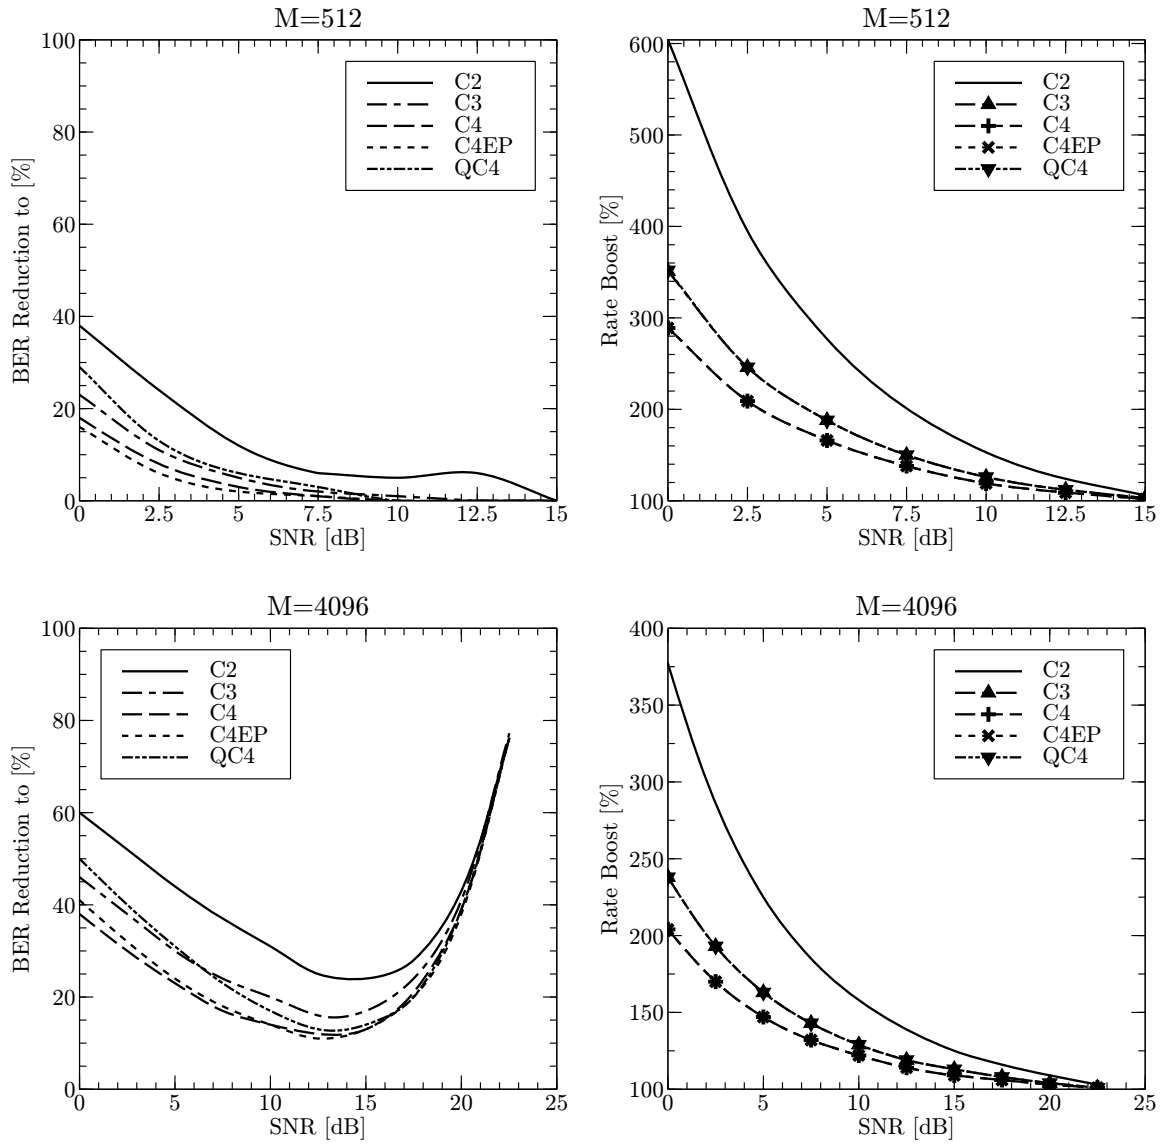 M=512
BER Reduction to [%]
100
80
60
40
20
0
0 2.5 5 7.5 10 12.5 15
SNR [dB]
C2
C3
C4
C4EP
QC4
M=512
Rate Boost [%]
600
500
400
300
200
100
0 2.5 5 7.5 10 12.5 15
SNR [dB]
C2
C3
C4
C4EP
QC4
M=4096
BER Reduction to [%]
100
80
60
40
20
0
0 5 10 15 20 25
SNR [dB]
C2
C3
C4
C4EP
QC4
M=4096
Rate Boost [%]
400
350
300
250
200
150
100
0 5 10 15 20 25
SNR [dB]
C2
C3
C4
C4EP
QC4